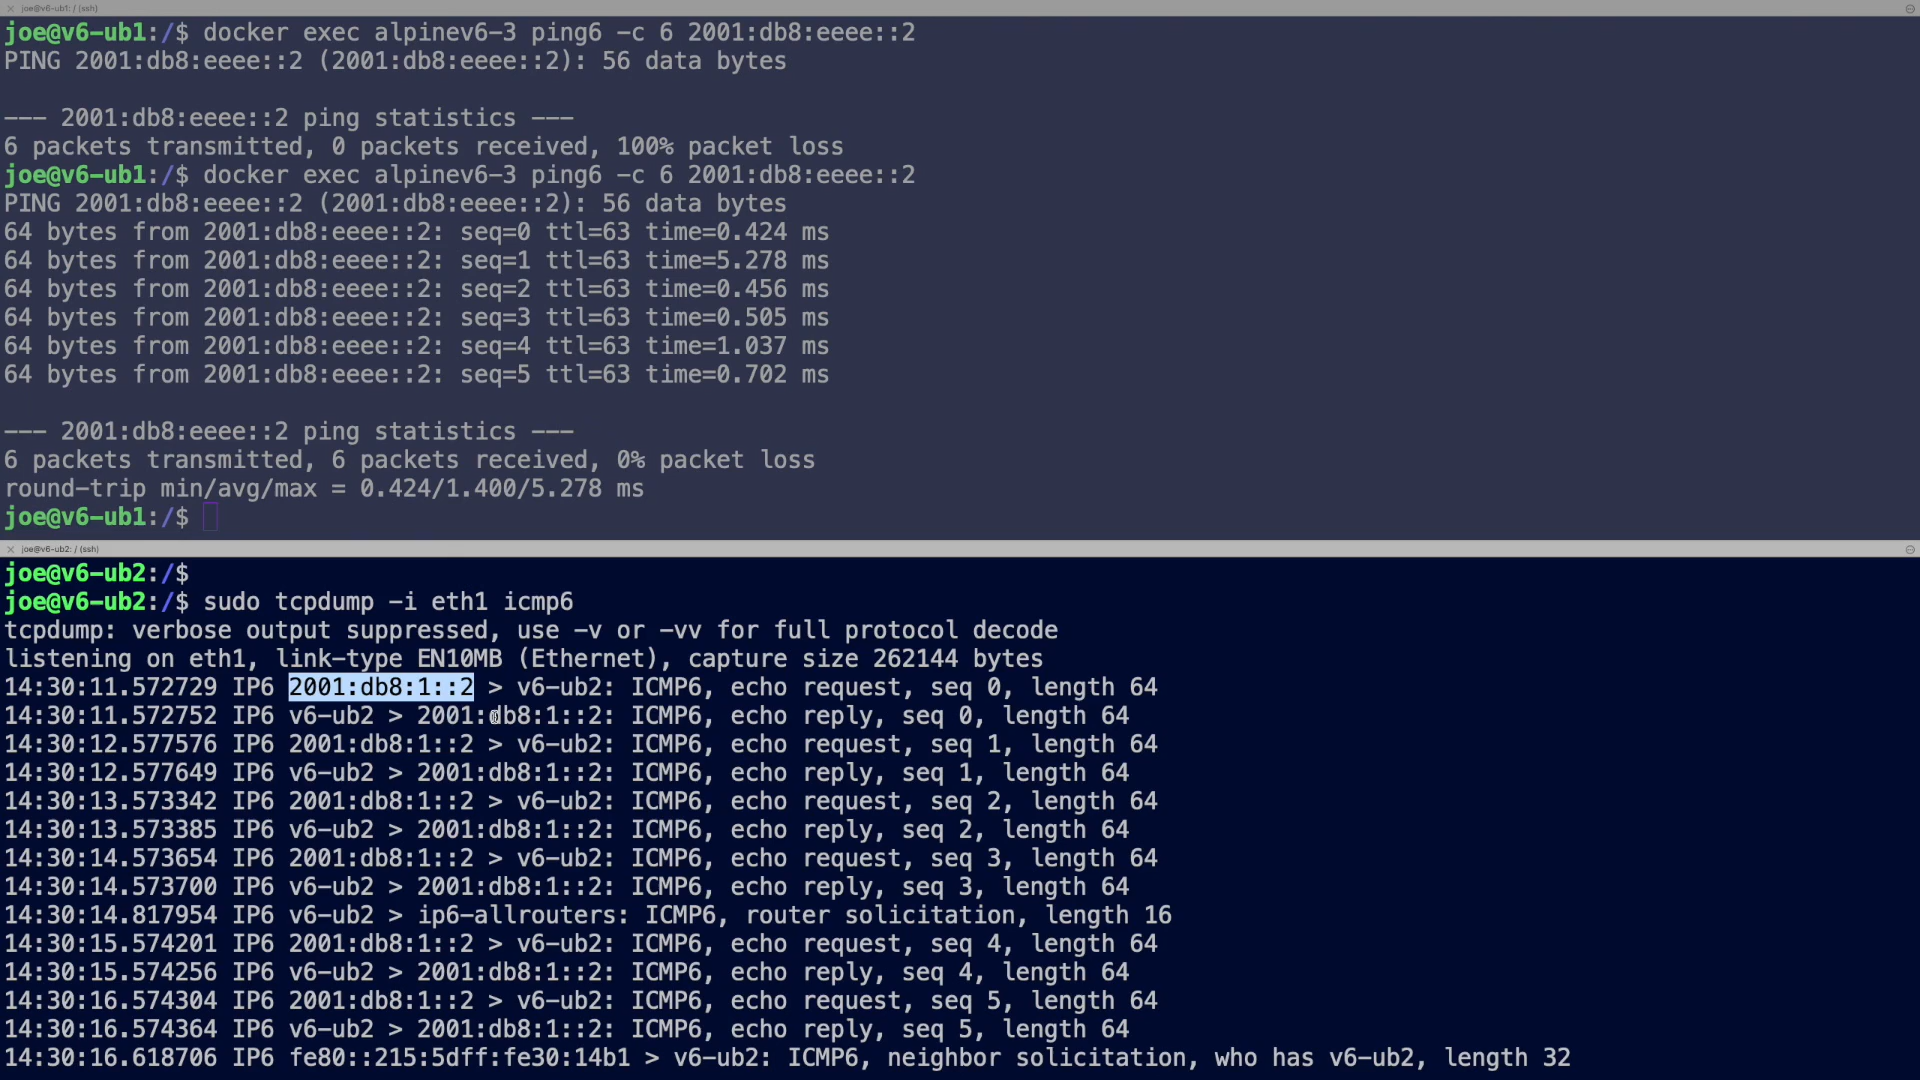 joe@v6-ub1: / (ssh)
joe@v6-ub1:/$ docker exec alpinev6-3 ping6 -c 6 2001:db8:eeee::2
PING 2001:db8:eeee::2 (2001:db8:eeee::2): 56 data bytes
--- 2001:db8:eeee::2 ping statistics ---
6 packets transmitted, 0 packets received, 100% packet loss
joe@v6-ub1:/$ docker exec alpinev6-3 ping6 -c 6 2001:db8:eeee::2
PING 2001:db8:eeee::2 (2001:db8:eeee::2): 56 data bytes
64 bytes from 2001:db8:eeee::2: seq=0 ttl=63 time=0.424 ms
64 bytes from 2001:db8:eeee::2: seq=1 ttl=63 time=5.278 ms
64 bytes from 2001:db8:eeee::2: seq=2 ttl=63 time=0.456 ms
64 bytes from 2001:db8:eeee::2: seq=3 ttl=63 time=0.505 ms
64 bytes from 2001:db8:eeee::2: seq=4 ttl=63 time=1.037 ms
64 bytes from 2001:db8:eeee::2: seq=5 ttl=63 time=0.702 ms
--- 2001:db8:eeee::2 ping statistics ---
6 packets transmitted, 6 packets received, 0% packet loss
round-trip min/avg/max = 0.424/1.400/5.278 ms
joe@v6-ub1:/$
joe@v6-ub2: / (ssh)
joe@v6-ub2:/$
joe@v6-ub2:/$ sudo tcpdump -i eth1 icmp6
tcpdump: verbose output suppressed, use -v or -vv for full protocol decode
listening on eth1, link-type EN10MB (Ethernet), capture size 262144 bytes
14:30:11.572729 IP6 2001:db8:1::2 > v6-ub2: ICMP6, echo request, seq 0, length 64
14:30:11.572752 IP6 v6-ub2 > 2001:db8:1::2: ICMP6, echo reply, seq 0, length 64
14:30:12.577576 IP6 2001:db8:1::2 > v6-ub2: ICMP6, echo request, seq 1, length 64
14:30:12.577649 IP6 v6-ub2 > 2001:db8:1::2: ICMP6, echo reply, seq 1, length 64
14:30:13.573342 IP6 2001:db8:1::2 > v6-ub2: ICMP6, echo request, seq 2, length 64
14:30:13.573385 IP6 v6-ub2 > 2001:db8:1::2: ICMP6, echo reply, seq 2, length 64
14:30:14.573654 IP6 2001:db8:1::2 > v6-ub2: ICMP6, echo request, seq 3, length 64
14:30:14.573700 IP6 v6-ub2 > 2001:db8:1::2: ICMP6, echo reply, seq 3, length 64
14:30:14.817954 IP6 v6-ub2 > ip6-allrouters: ICMP6, router solicitation, length 16
14:30:15.574201 IP6 2001:db8:1::2 > v6-ub2: ICMP6, echo request, seq 4, length 64
14:30:15.574256 IP6 v6-ub2 > 2001:db8:1::2: ICMP6, echo reply, seq 4, length 64
14:30:16.574304 IP6 2001:db8:1::2 > v6-ub2: ICMP6, echo request, seq 5, length 64
14:30:16.574364 IP6 v6-ub2 > 2001:db8:1::2: ICMP6, echo reply, seq 5, length 64
14:30:16.618706 IP6 fe80::215:5dff:fe30:14b1 > v6-ub2: ICMP6, neighbor solicitation, who has v6-ub2, length 32